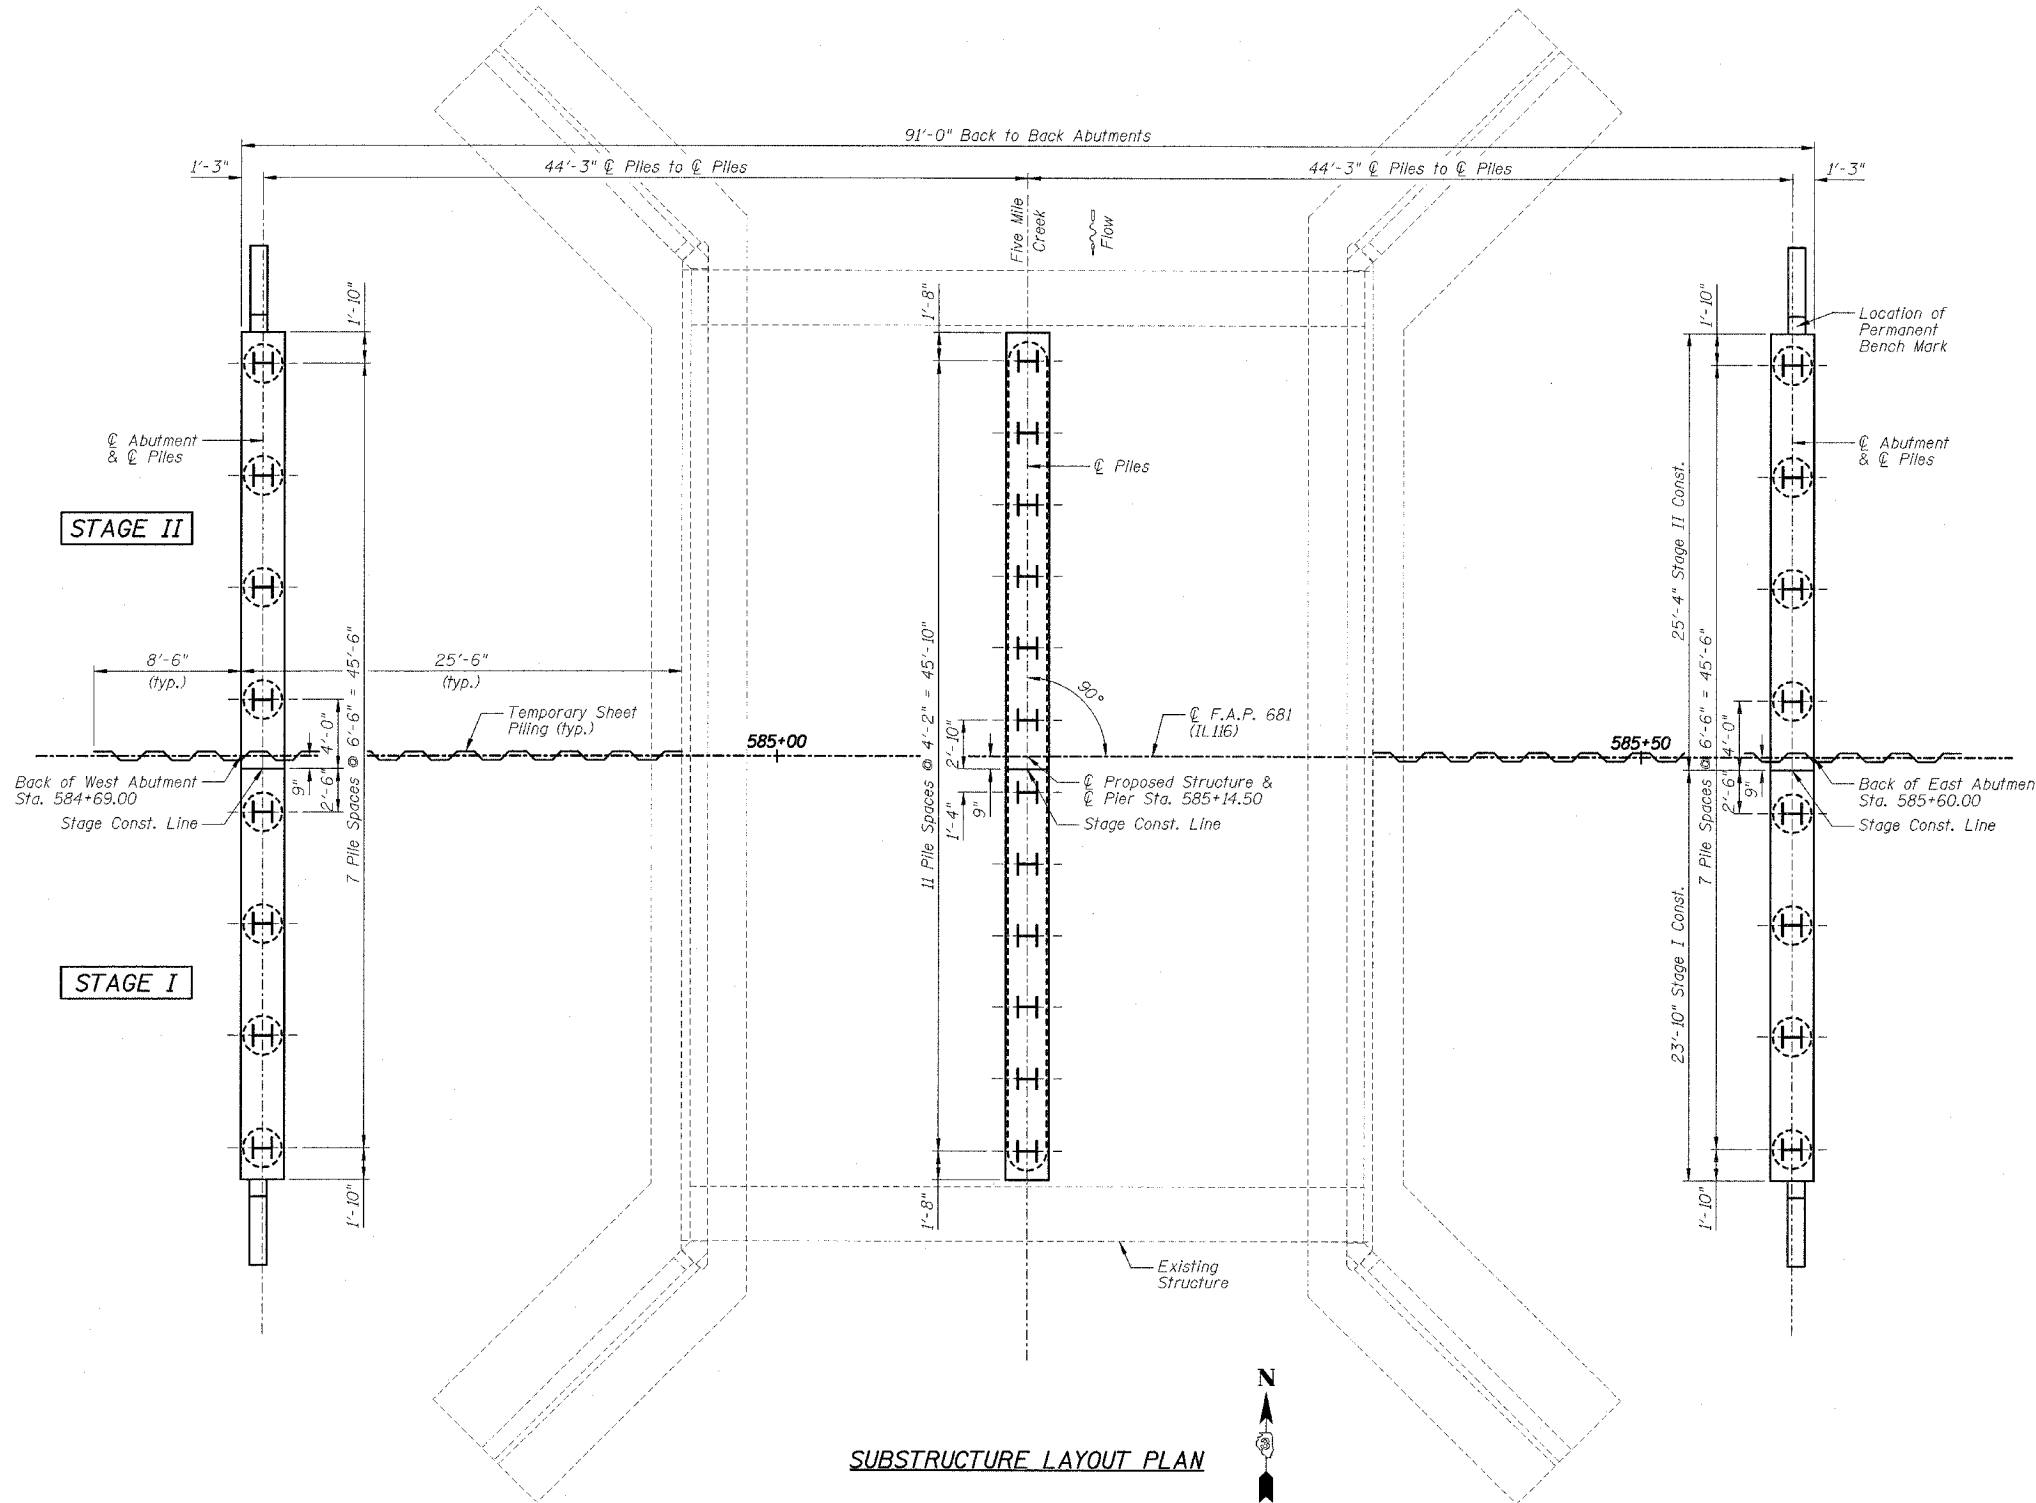 91'-0" Back to Back Abutments
1'-3"
44'-3" ℄ Piles to ℄ Piles
44'-3" ℄ Piles to ℄ Piles
1'-3"
Five Mile
Creek
Flow
1'-10"
1'-8"
1'-10"
Location of
Permanent
Bench Mark
℄ Abutment
& ℄ Piles
℄ Piles
℄ Abutment
& ℄ Piles
STAGE II
25'-4" Stage II Const.
8'-6"
(typ.)
25'-6"
(typ.)
7 Pile Spaces @ 6'-6" = 45'-6"
11 Pile Spaces @ 4'-2" = 45'-10"
7 Pile Spaces @ 6'-6" = 45'-6"
90°
Temporary Sheet
Piling (typ.)
℄ F.A.P. 681
(IL 116)
4'-0"
2'-10"
4'-0"
585+00
585+50
Back of West Abutment
Sta. 584+69.00
Stage Const. Line
9"
2'-6"
1'-4"
9"
℄ Proposed Structure &
℄ Pier Sta. 585+14.50
Stage Const. Line
2'-6"
9"
Back of East Abutmen
Sta. 585+60.00
Stage Const. Line
STAGE I
23'-10" Stage I Const.
1'-10"
1'-8"
1'-10"
Existing
Structure
N
SUBSTRUCTURE LAYOUT PLAN